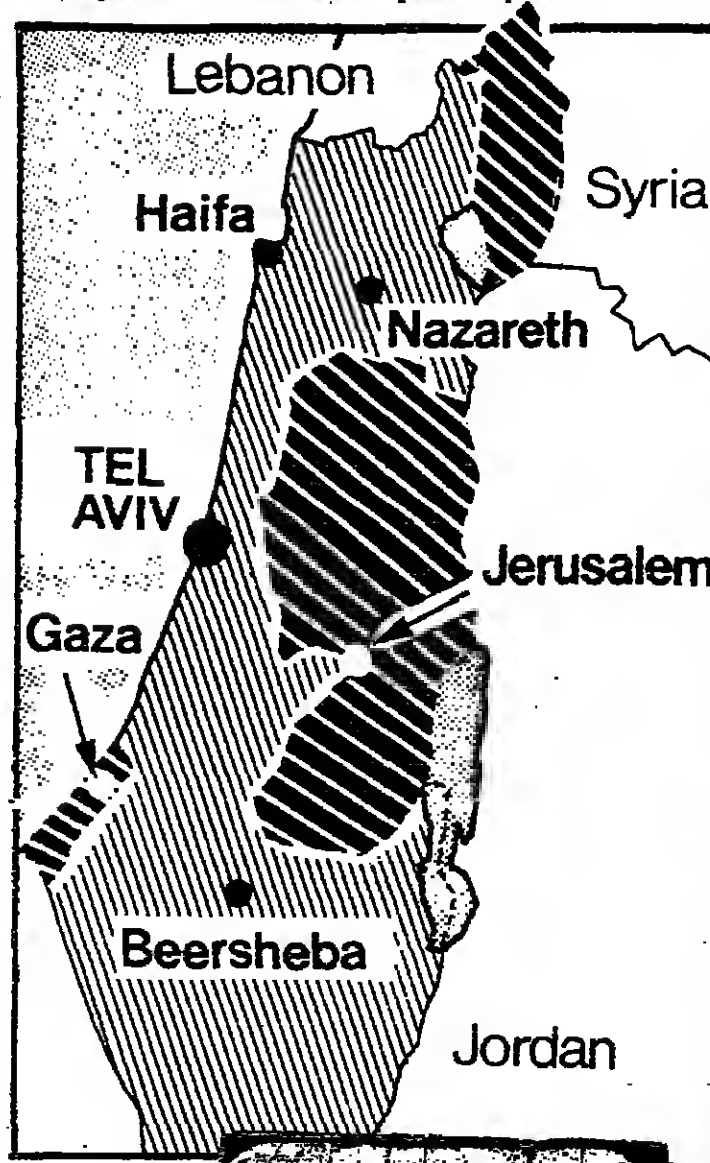 Lebanon
Syria
Haifa
Nazareth
TEL
AVIV
Jerusalem
Gaza
Beersheba
Jordan